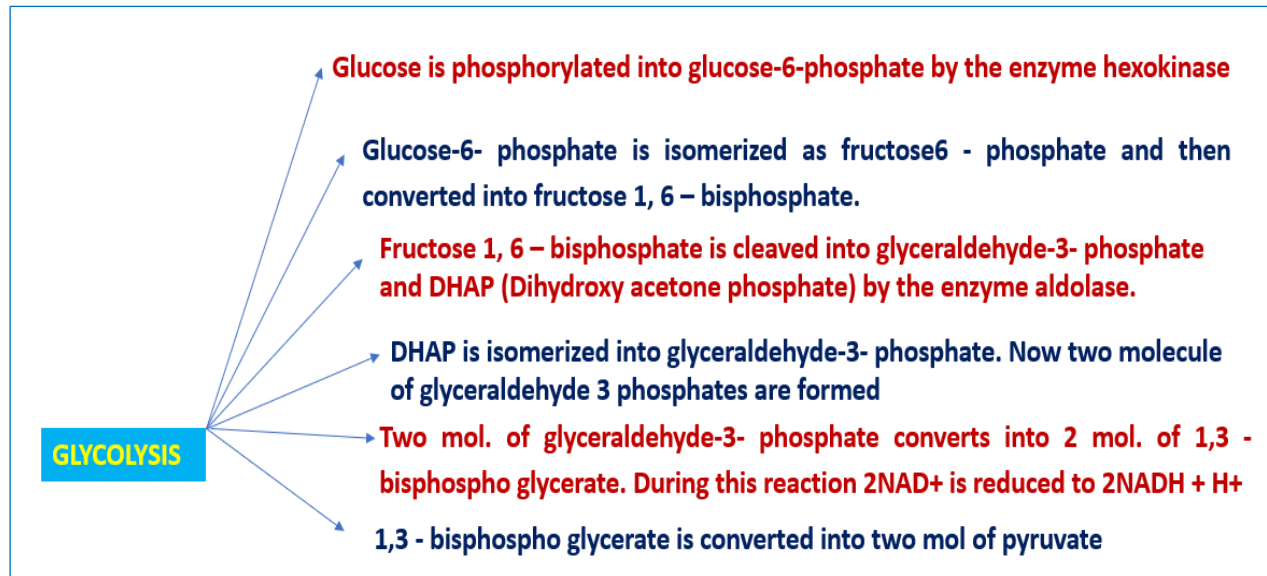 Glucose is phosphorylated into glucose-6-phosphate by the enzyme hexokinase
Glucose-6- phosphate is isomerized as fructose6 - phosphate and then
converted into fructose 1, 6 – bisphosphate.
Fructose 1, 6 – bisphosphate is cleaved into glyceraldehyde-3- phosphate
and DHAP (Dihydroxy acetone phosphate) by the enzyme aldolase.
DHAP is isomerized into glyceraldehyde-3- phosphate. Now two molecule
of glyceraldehyde 3 phosphates are formed
GLYCOLYSIS
Two mol. of glyceraldehyde-3- phosphate converts into 2 mol. of 1,3 -
bisphospho glycerate. During this reaction 2NAD+ is reduced to 2NADH + H+
1,3 - bisphospho glycerate is converted into two mol of pyruvate